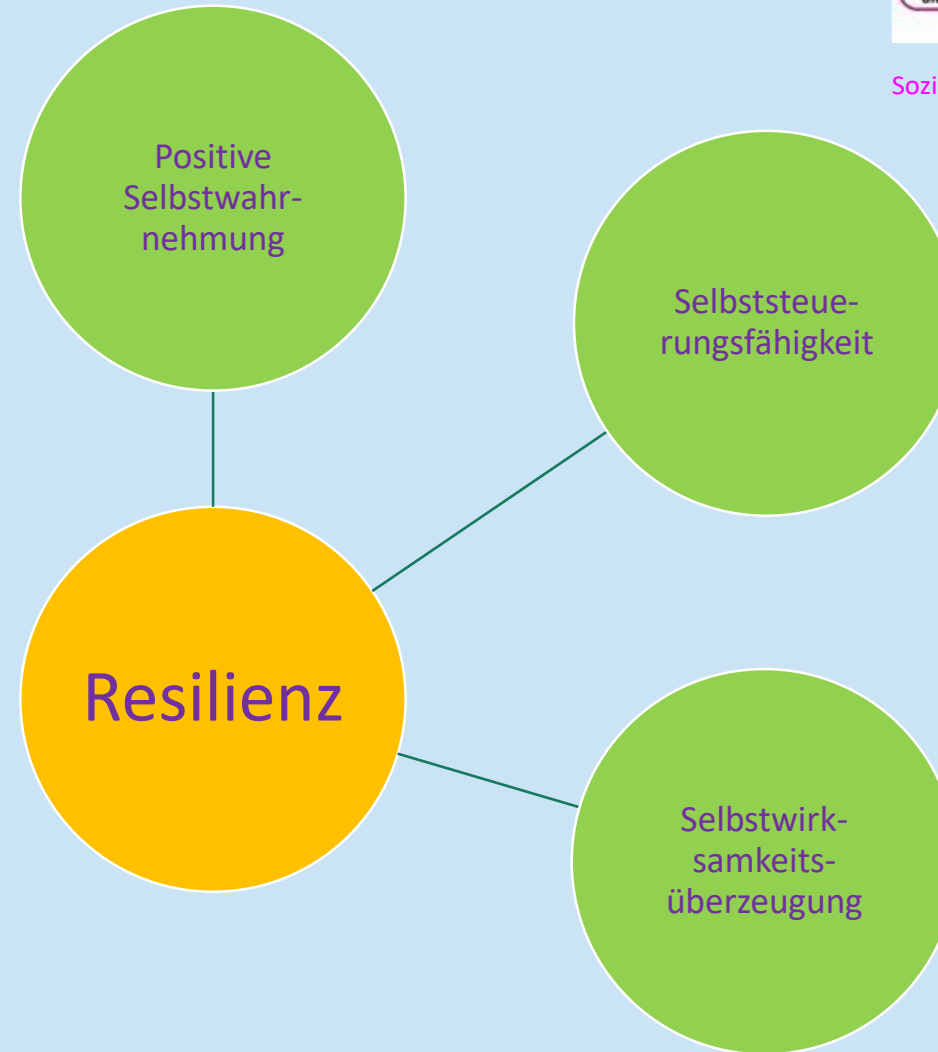 Sozi
Positive
Selbstwahr-
nehmung
Selbststeue-
rungsfähigkeit
Resilienz
Selbstwirk-
samkeits-
überzeugung